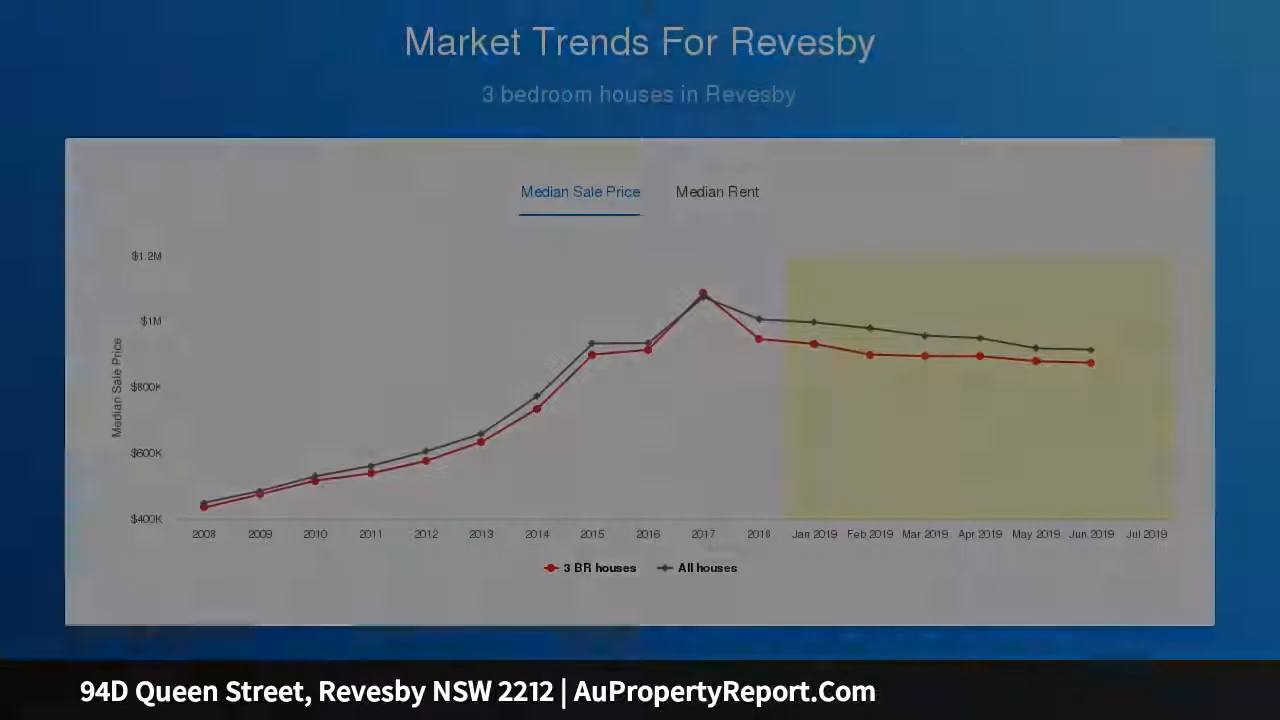 Market Trends For Revesby
3 bedroom houses in Revesby
Median Sale Price Median Rent
$1.2M
$1M
$800K
$600K
$400K
Median Sale Price
2008 2009 2010 2011 2012 2013 2014 2015 2016 2017 2018 Jan 2019 Feb 2019 Mar 2019 Apr 2019 May 2019 Jun 2019 Jul 2019
3 BR houses All houses
94D Queen Street, Revesby NSW 2212 | AuPropertyReport.Com